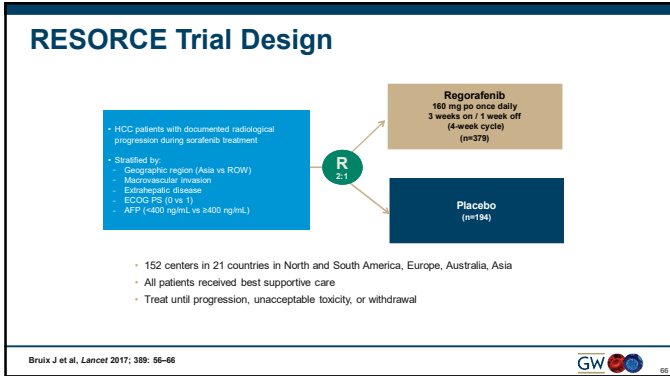 RESORCE Trial Design
• HCC patients with documented radiological
progression during sorafenib treatment
• Stratified by:
- Geographic region (Asia vs ROW)
- Macrovascular invasion
- Extrahepatic disease
- ECOG PS (0 vs 1)
- AFP (<400 ng/mL vs ≥400 ng/mL)
R
2:1
Regorafenib
160 mg po once daily
3 weeks on / 1 week off
(4-week cycle)
(n=379)
Placebo
(n=194)
• 152 centers in 21 countries in North and South America, Europe, Australia, Asia
• All patients received best supportive care
• Treat until progression, unacceptable toxicity, or withdrawal
Bruix J et al, Lancet 2017; 389: 56–66
GW
66